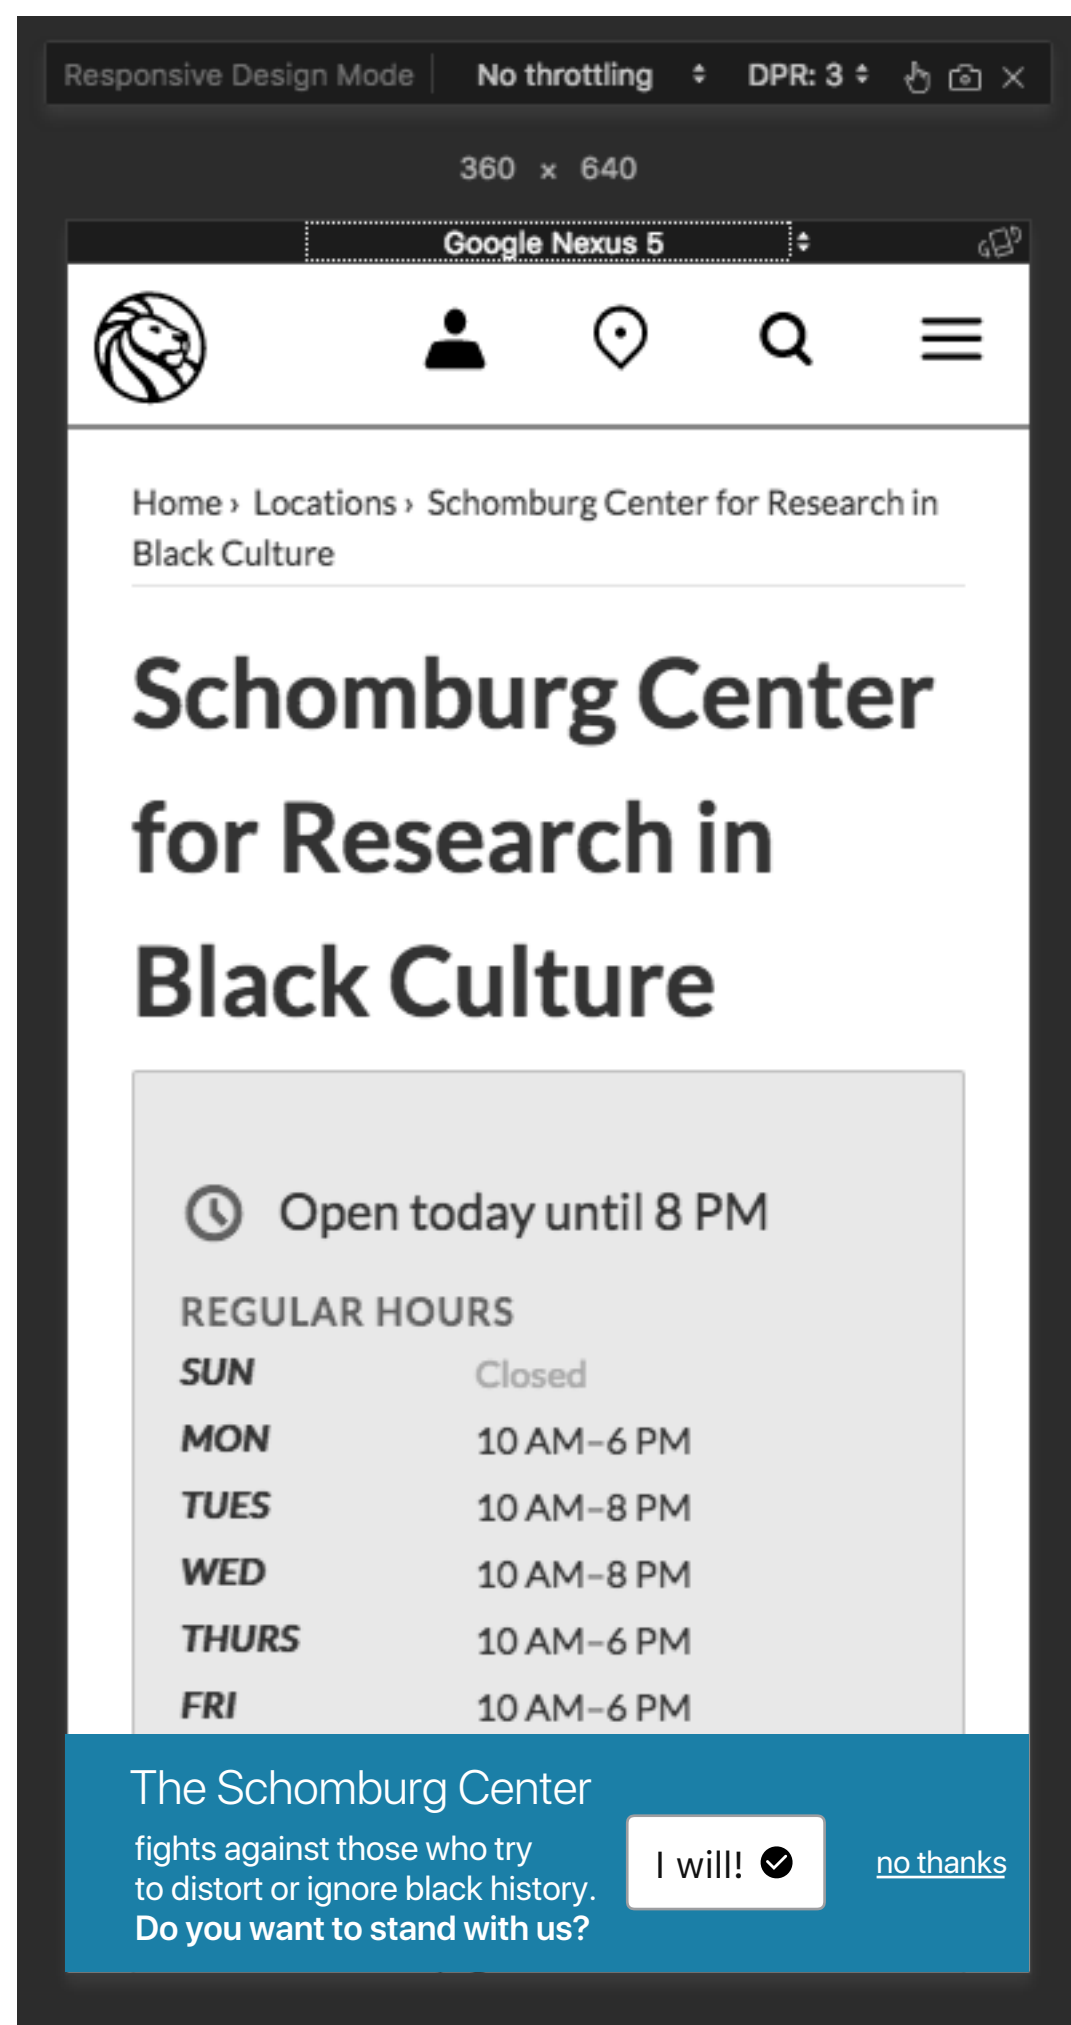 Responsive Design Mode No throttling DPR: 3
360 × 640
Google Nexus 5
Home › Locations › Schomburg Center for Research in
Black Culture
Schomburg Center
for Research in
Black Culture
Open today until 8 PM
REGULAR HOURS
SUN Closed
MON 10 AM–6 PM
TUES 10 AM–8 PM
WED 10 AM–8 PM
THURS 10 AM–6 PM
FRI 10 AM–6 PM
The Schomburg Center
fights against those who try
to distort or ignore black history.
Do you want to stand with us?
I will!
no thanks